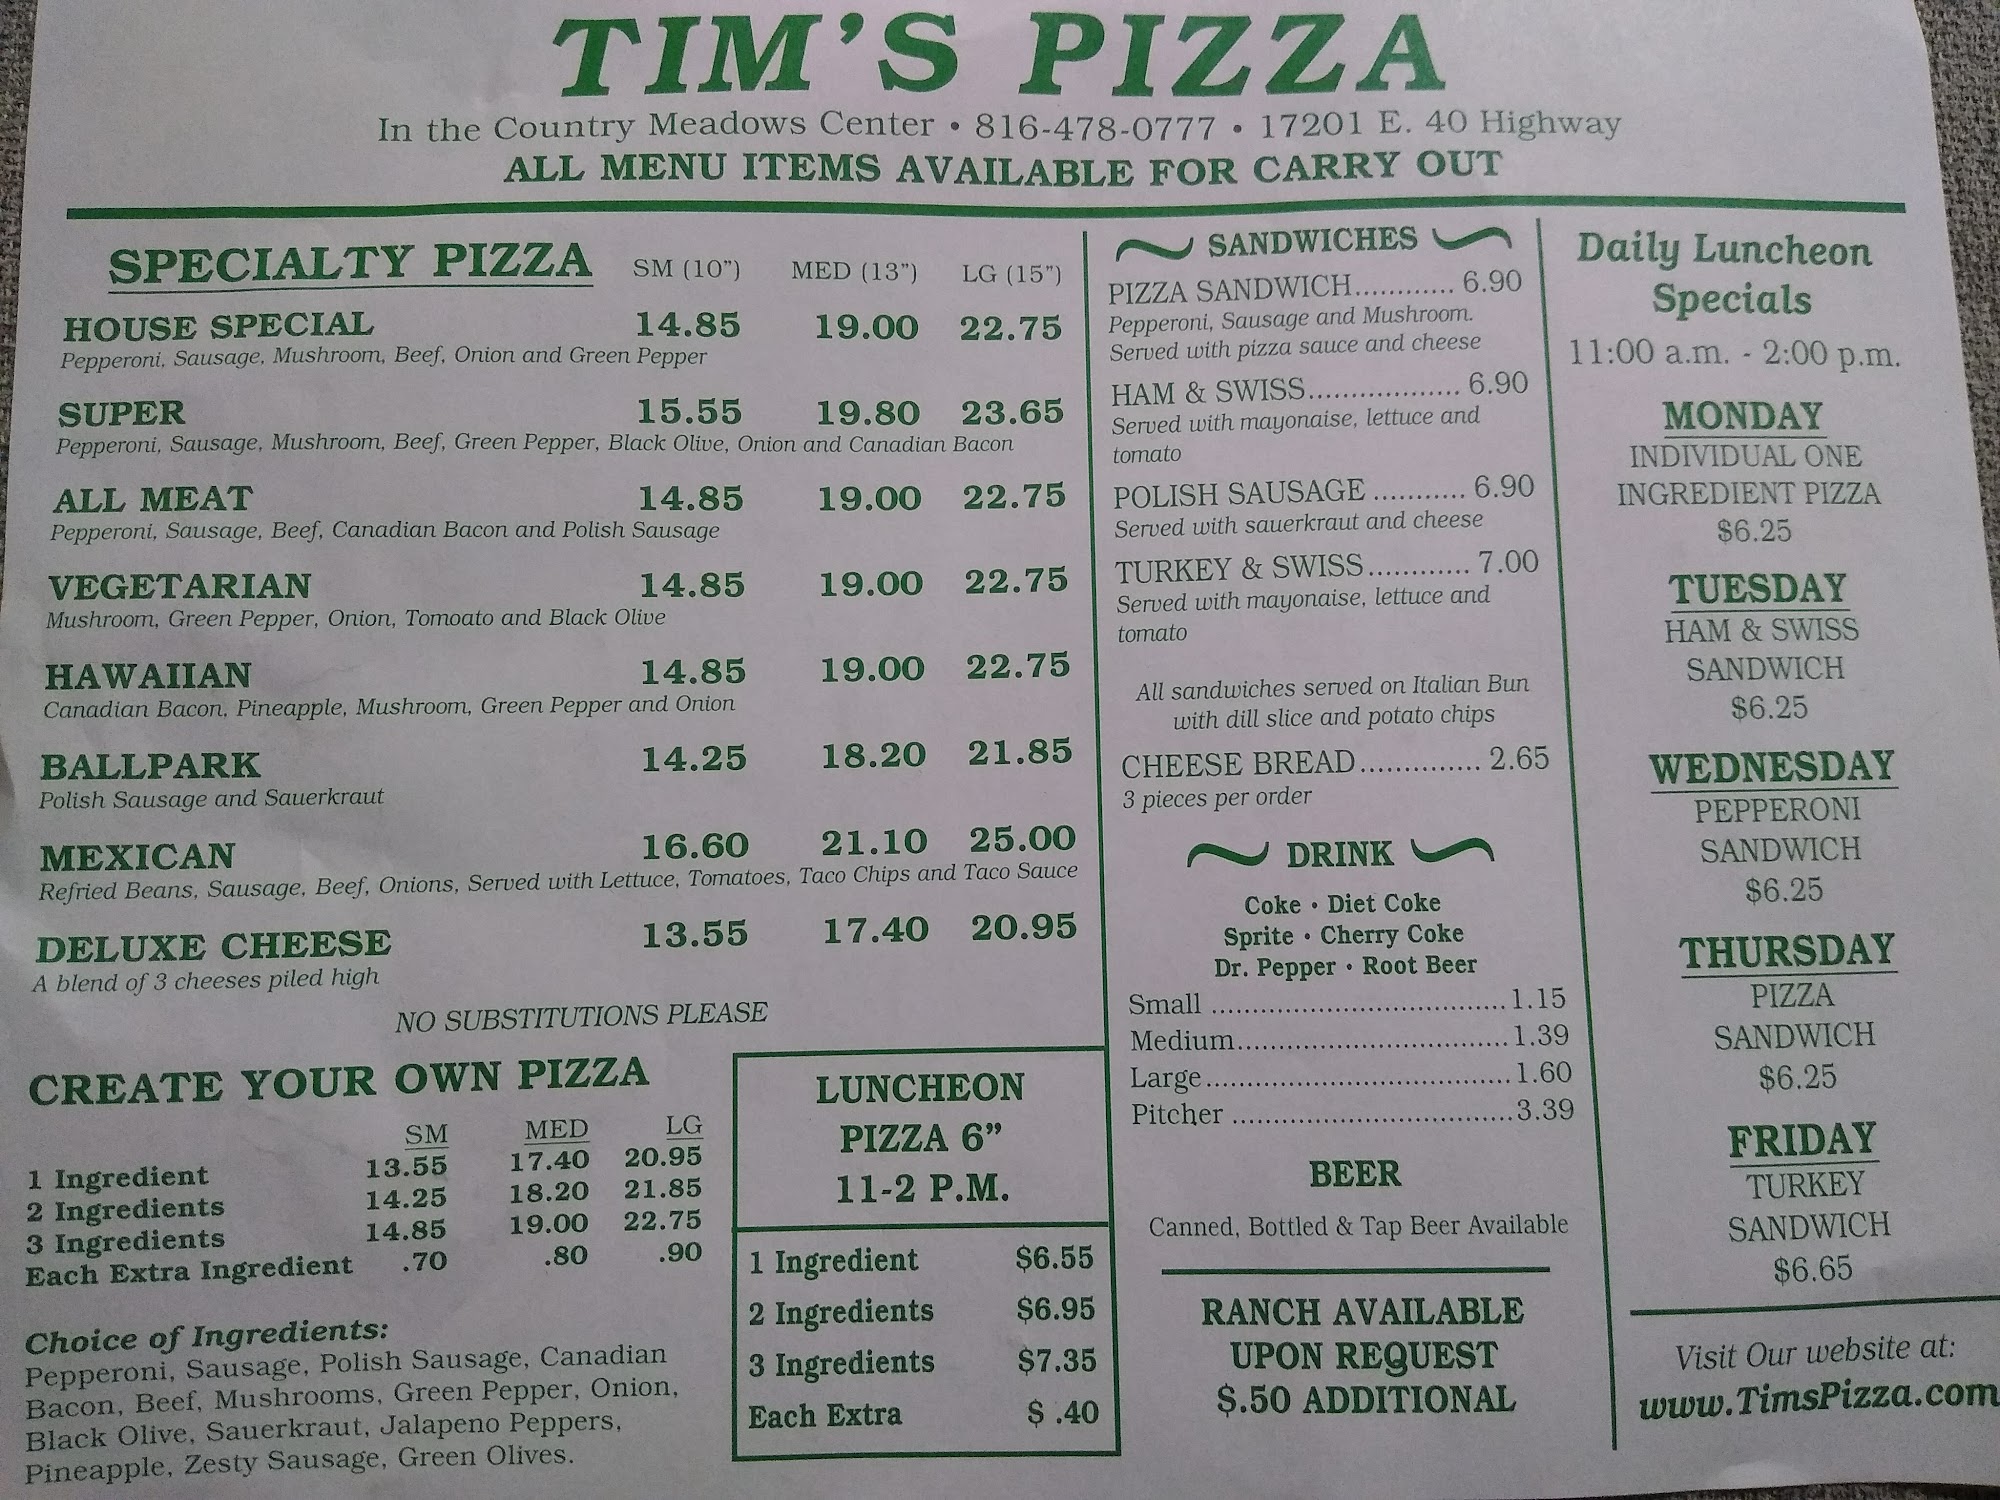 TIM'S PIZZA
In the Country Meadows Center • 816-478-0777 • 17201 E. 40 Highway
ALL MENU ITEMS AVAILABLE FOR CARRY OUT
SPECIALTY PIZZA SM (10") MED (13") LG (15")
HOUSE SPECIAL 14.85 19.00 22.75
Pepperoni, Sausage, Mushroom, Beef, Onion and Green Pepper
SUPER 15.55 19.80 23.65
Pepperoni, Sausage, Mushroom, Beef, Green Pepper, Black Olive, Onion and Canadian Bacon
ALL MEAT 14.85 19.00 22.75
Pepperoni, Sausage, Beef, Canadian Bacon and Polish Sausage
VEGETARIAN 14.85 19.00 22.75
Mushroom, Green Pepper, Onion, Tomoato and Black Olive
HAWAIIAN 14.85 19.00 22.75
Canadian Bacon, Pineapple, Mushroom, Green Pepper and Onion
BALLPARK 14.25 18.20 21.85
Polish Sausage and Sauerkraut
MEXICAN 16.60 21.10 25.00
Refried Beans, Sausage, Beef, Onions, Served with Lettuce, Tomatoes, Taco Chips and Taco Sauce
DELUXE CHEESE 13.55 17.40 20.95
A blend of 3 cheeses piled high
NO SUBSTITUTIONS PLEASE
CREATE YOUR OWN PIZZA
SM MED LG
1 Ingredient 13.55 17.40 20.95
2 Ingredients 14.25 18.20 21.85
3 Ingredients 14.85 19.00 22.75
Each Extra Ingredient .70 .80 .90
Choice of Ingredients:
Pepperoni, Sausage, Polish Sausage, Canadian
Bacon, Beef, Mushrooms, Green Pepper, Onion,
Black Olive, Sauerkraut, Jalapeno Peppers,
Pineapple, Zesty Sausage, Green Olives.
LUNCHEON
PIZZA 6"
11-2 P.M.
1 Ingredient $6.55
2 Ingredients $6.95
3 Ingredients $7.35
Each Extra $ .40
SANDWICHES
PIZZA SANDWICH............ 6.90
Pepperoni, Sausage and Mushroom.
Served with pizza sauce and cheese
HAM & SWISS.................. 6.90
Served with mayonaise, lettuce and
tomato
POLISH SAUSAGE ........... 6.90
Served with sauerkraut and cheese
TURKEY & SWISS............ 7.00
Served with mayonaise, lettuce and
tomato
All sandwiches served on Italian Bun
with dill slice and potato chips
CHEESE BREAD.............. 2.65
3 pieces per order
DRINK
Coke • Diet Coke
Sprite • Cherry Coke
Dr. Pepper • Root Beer
Small ...................................1.15
Medium................................1.39
Large....................................1.60
Pitcher .................................3.39
BEER
Canned, Bottled & Tap Beer Available
RANCH AVAILABLE
UPON REQUEST
$.50 ADDITIONAL
Daily Luncheon
Specials
11:00 a.m. - 2:00 p.m.
MONDAY
INDIVIDUAL ONE
INGREDIENT PIZZA
$6.25
TUESDAY
HAM & SWISS
SANDWICH
$6.25
WEDNESDAY
PEPPERONI
SANDWICH
$6.25
THURSDAY
PIZZA
SANDWICH
$6.25
FRIDAY
TURKEY
SANDWICH
$6.65
Visit Our website at:
www.TimsPizza.com